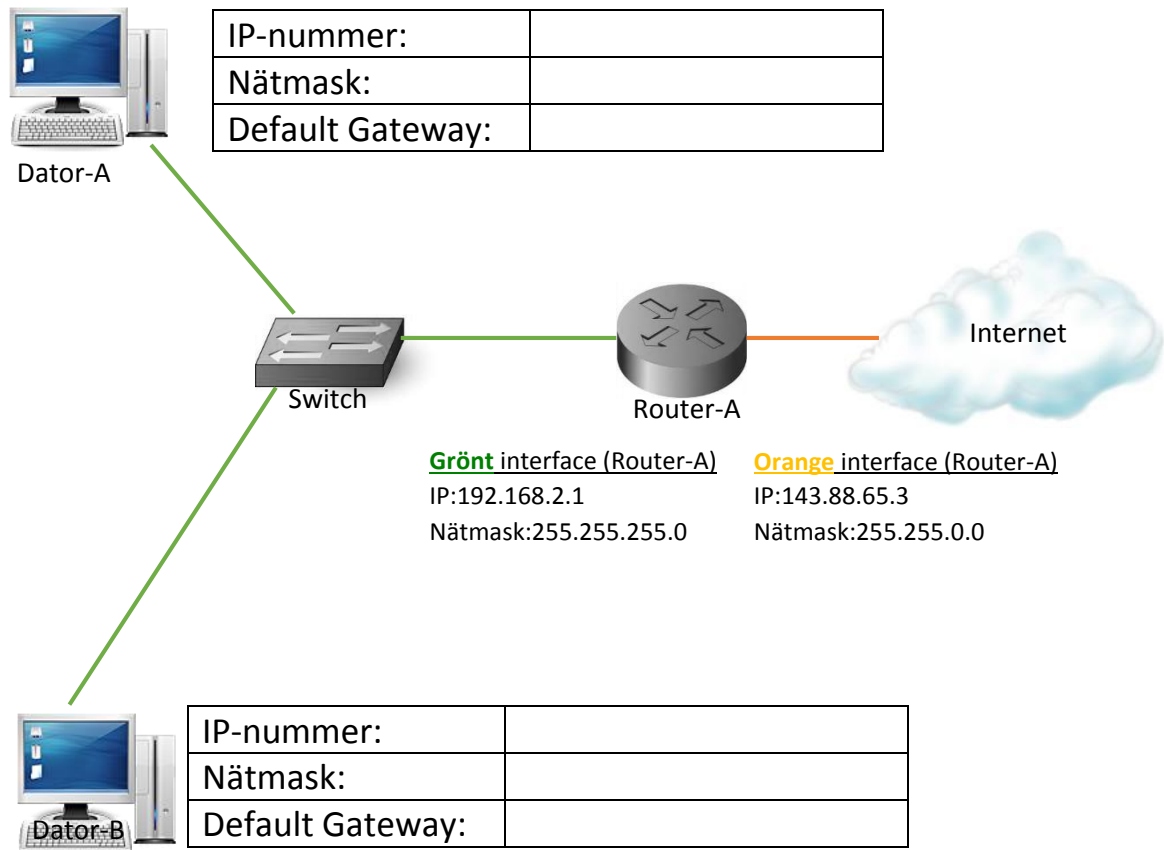 IP-nummer:
Nätmask:
Default Gateway:
Dator-A
Internet
Switch
Router-A
Grönt interface (Router-A)
IP:192.168.2.1
Nätmask:255.255.255.0
Orange interface (Router-A)
IP:143.88.65.3
Nätmask:255.255.0.0
IP-nummer:
Nätmask:
Default Gateway:
Dator-B